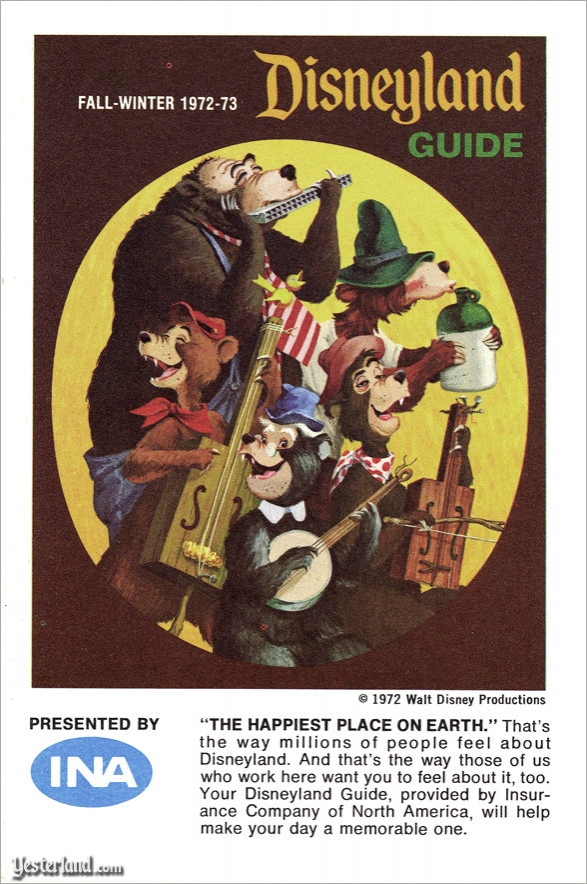 FALL-WINTER 1972-73
Disneyland
GUIDE
© 1972 Walt Disney Productions
PRESENTED BY
INA
"THE HAPPIEST PLACE ON EARTH." That's
the way millions of people feel about
Disneyland. And that's the way those of us
who work here want you to feel about it, too.
Your Disneyland Guide, provided by Insur-
ance Company of North America, will help
make your day a memorable one.
Yesterland.com